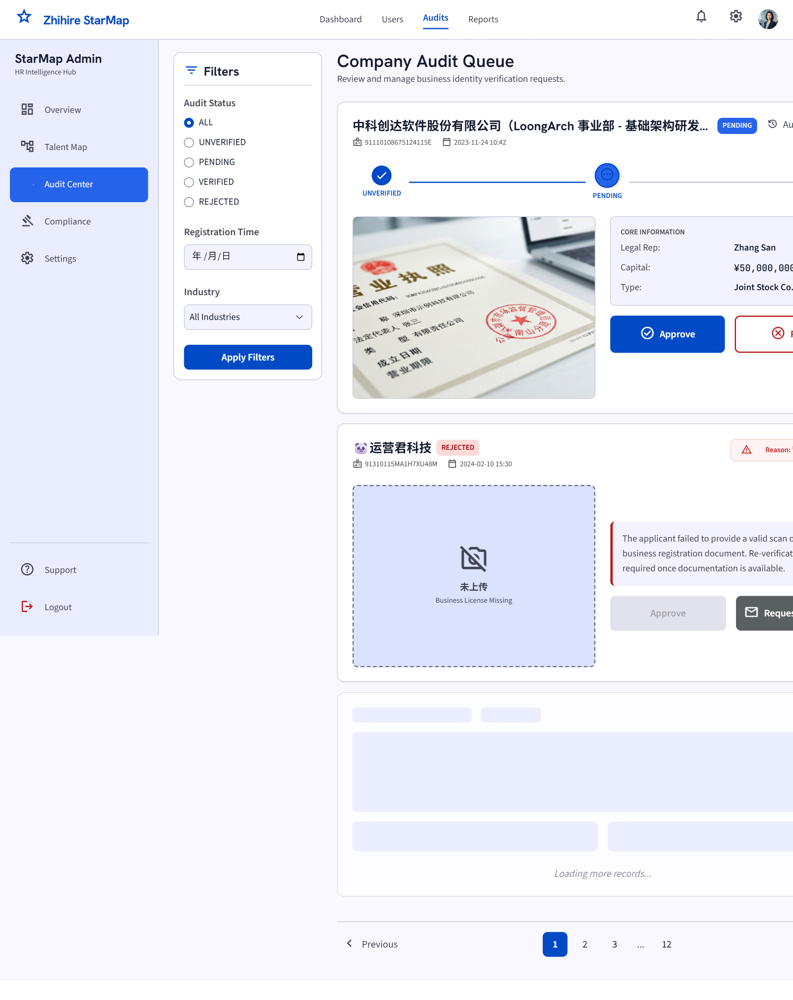 Zhihire StarMap
Dashboard
Users
Audits
Reports
StarMap Admin
HR Intelligence Hub
Overview
Talent Map
Audit Center
Compliance
Settings
Support
Logout
Filters
Audit Status
ALL
UNVERIFIED
PENDING
VERIFIED
REJECTED
Registration Time
年 /月/日
Industry
All Industries
Apply Filters
Company Audit Queue
Review and manage business identity verification requests.
中科创达软件股份有限公司（LoongArch 事业部 - 基础架构研发...
PENDING
Au
91110108675124115E
2023-11-24 10:42
UNVERIFIED
PENDING
营业执照
会信用代码:
称 深圳市示例科技有限公司
法定代表人 张三
类 型 有限责任公司
成立日期
营业期限
CORE INFORMATION
Legal Rep:
Zhang San
Capital:
¥50,000,000
Type:
Joint Stock Co.
Approve
🐼运营君科技
REJECTED
Reason:
91310115MA1H7XU48M
2024-02-10 15:30
未上传
Business License Missing
The applicant failed to provide a valid scan o
business registration document. Re-verificat
required once documentation is available.
Approve
Reques
Loading more records...
Previous
1
2
3
...
12